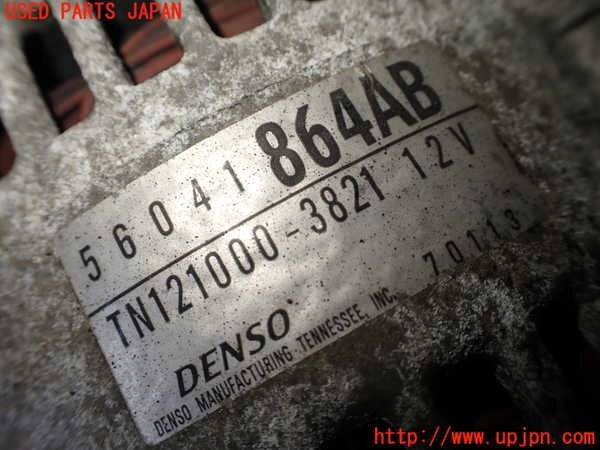 USED PARTS JAPAN
56041 864AB
TN121000-3821 12V
70113
DENSO
DENSO MANUFACTURING TENNESSEE, INC.
http://www.upjpn.com/